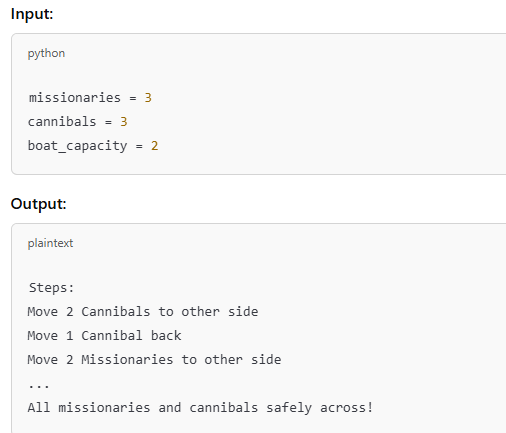 Input:
python
missionaries = 3
cannibals = 3
boat_capacity = 2
Output:
plaintext
Steps:
Move 2 Cannibals to other side
Move 1 Cannibal back
Move 2 Missionaries to other side
...
All missionaries and cannibals safely across!